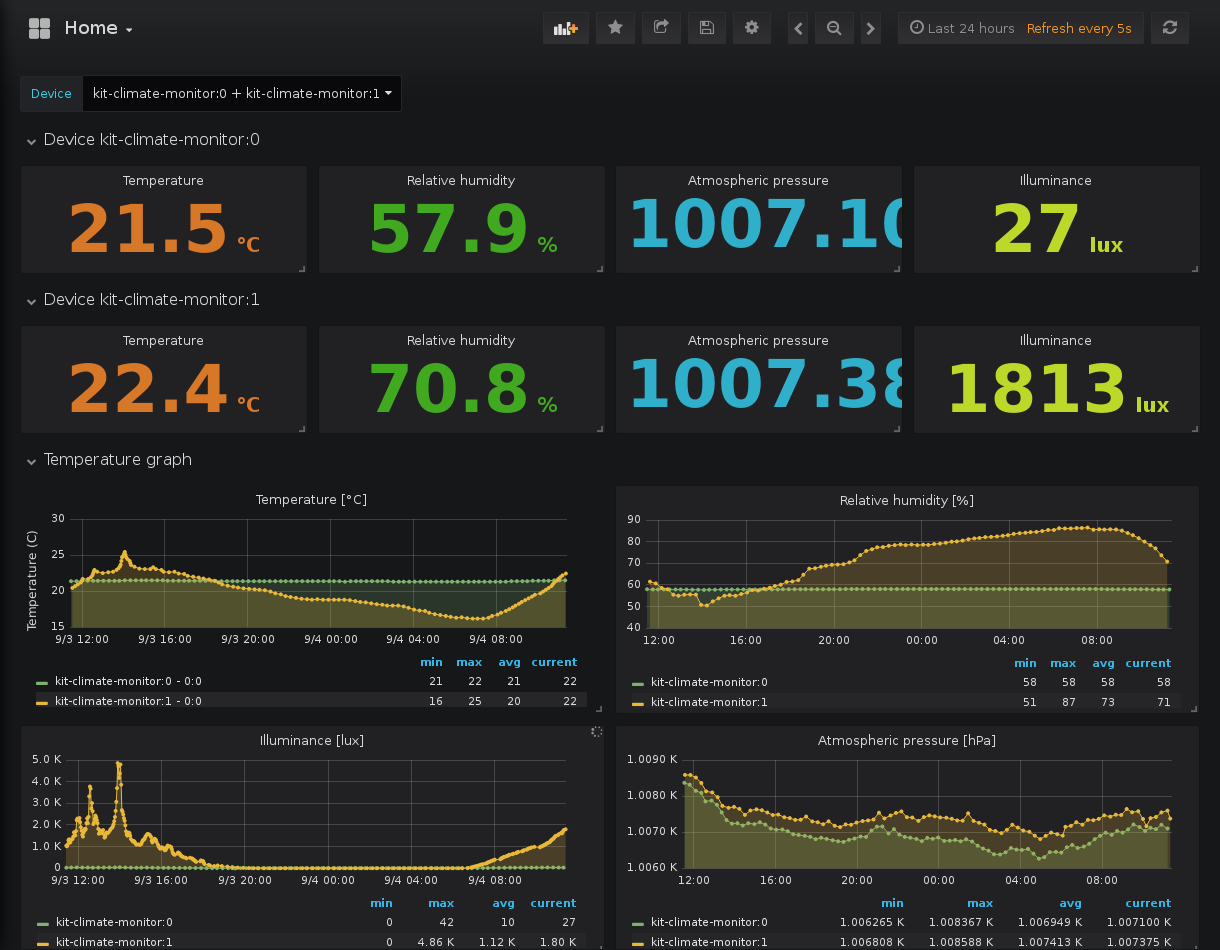 Home
Last 24 hours Refresh every 5s
Device kit-climate-monitor:0 + kit-climate-monitor:1
Device kit-climate-monitor:0
Temperature Relative humidity Atmospheric pressure Illuminance
21.5 °C 57.9 % 1007.10 27 lux
Device kit-climate-monitor:1
Temperature Relative humidity Atmospheric pressure Illuminance
22.4 °C 70.8 % 1007.38 1813 lux
Temperature graph
Temperature [°C]
Temperature (C)
30
25
20
15
9/3 12:00 9/3 16:00 9/3 20:00 9/4 00:00 9/4 04:00 9/4 08:00
min max avg current
kit-climate-monitor:0 - 0:0 21 22 21 22
kit-climate-monitor:1 - 0:0 16 25 20 22
Relative humidity [%]
90
80
70
60
50
40
12:00 16:00 20:00 00:00 04:00 08:00
min max avg current
kit-climate-monitor:0 58 58 58 58
kit-climate-monitor:1 51 87 73 71
Illuminance [lux]
5.0 K
4.0 K
3.0 K
2.0 K
1.0 K
0
9/3 12:00 9/3 16:00 9/3 20:00 9/4 00:00 9/4 04:00 9/4 08:00
min max avg current
kit-climate-monitor:0 0 42 10 27
kit-climate-monitor:1 0 4.86 K 1.12 K 1.80 K
Atmospheric pressure [hPa]
1.0090 K
1.0080 K
1.0070 K
1.0060 K
12:00 16:00 20:00 00:00 04:00 08:00
min max avg current
kit-climate-monitor:0 1.006265 K 1.008367 K 1.006949 K 1.007100 K
kit-climate-monitor:1 1.006808 K 1.008588 K 1.007413 K 1.007375 K